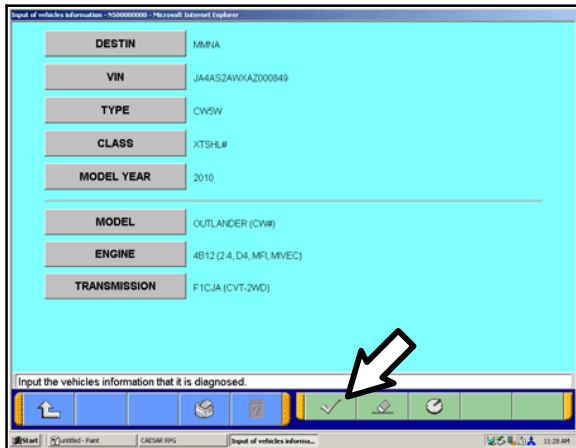 Input of vehicles information - N500000000 - Microsoft Internet Explorer
DESTIN MMNA
VIN JA4AS2AWXAZ000849
TYPE CW5W
CLASS XTSHL#
MODEL YEAR 2010
MODEL OUTLANDER (CW#)
ENGINE 4B12 (2.4, D4, MFI, MIVEC)
TRANSMISSION F1CJA (CVT-2WD)
Input the vehicles information that it is diagnosed.
Start untitled - Paint CAESAR RPG Input of vehicles informa... 11:28 AM